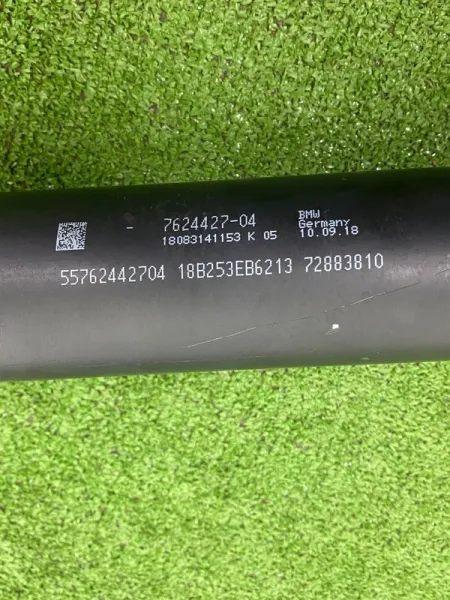 - 7624427-04
18083141153 K 05
BMW
Germany
10.09.18
55762442704 18B253EB6213 72883810